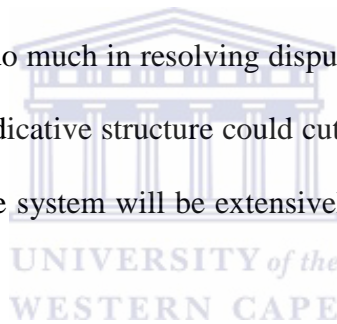 o much in resolving dispu
dicative structure could cut
e system will be extensivel
UNIVERSITY of the
WESTERN CAPE